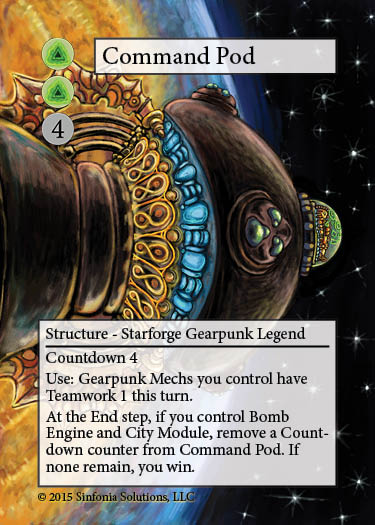 Command Pod
4
Structure - Starforge Gearpunk Legend
Countdown 4
Use: Gearpunk Mechs you control have
Teamwork 1 this turn.
At the End step, if you control Bomb
Engine and City Module, remove a Count-
down counter from Command Pod. If
none remain, you win.
© 2015 Sinfonia Solutions, LLC